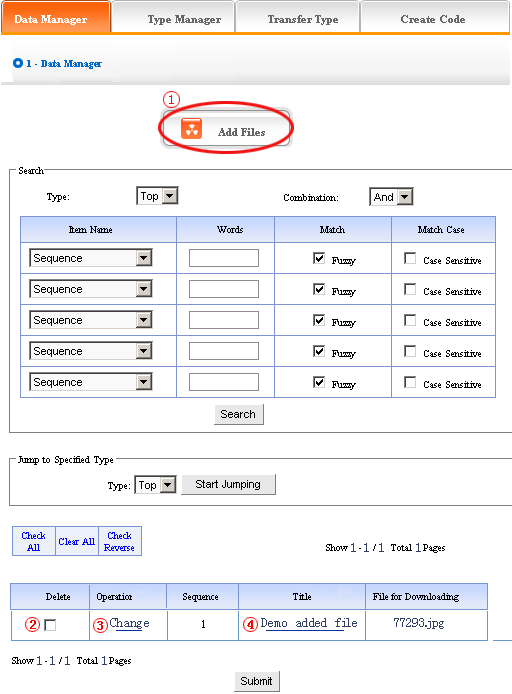 Data Manager Type Manager Transfer Type Create Code
1 - Data Manager
①
Add Files
Search
Type: Top Combination: And
Item Name Words Match Match Case
Sequence Fuzzy Case Sensitive
Sequence Fuzzy Case Sensitive
Sequence Fuzzy Case Sensitive
Sequence Fuzzy Case Sensitive
Sequence Fuzzy Case Sensitive
Search
Jump to Specified Type
Type: Top Start Jumping
Check All Clear All Check Reverse
Show 1-1 / 1 Total 1 Pages
Delete Operation Sequence Title File for Downloading
② ③ Change 1 ④ Demo added file 77293.jpg
Show 1-1 / 1 Total 1 Pages
Submit